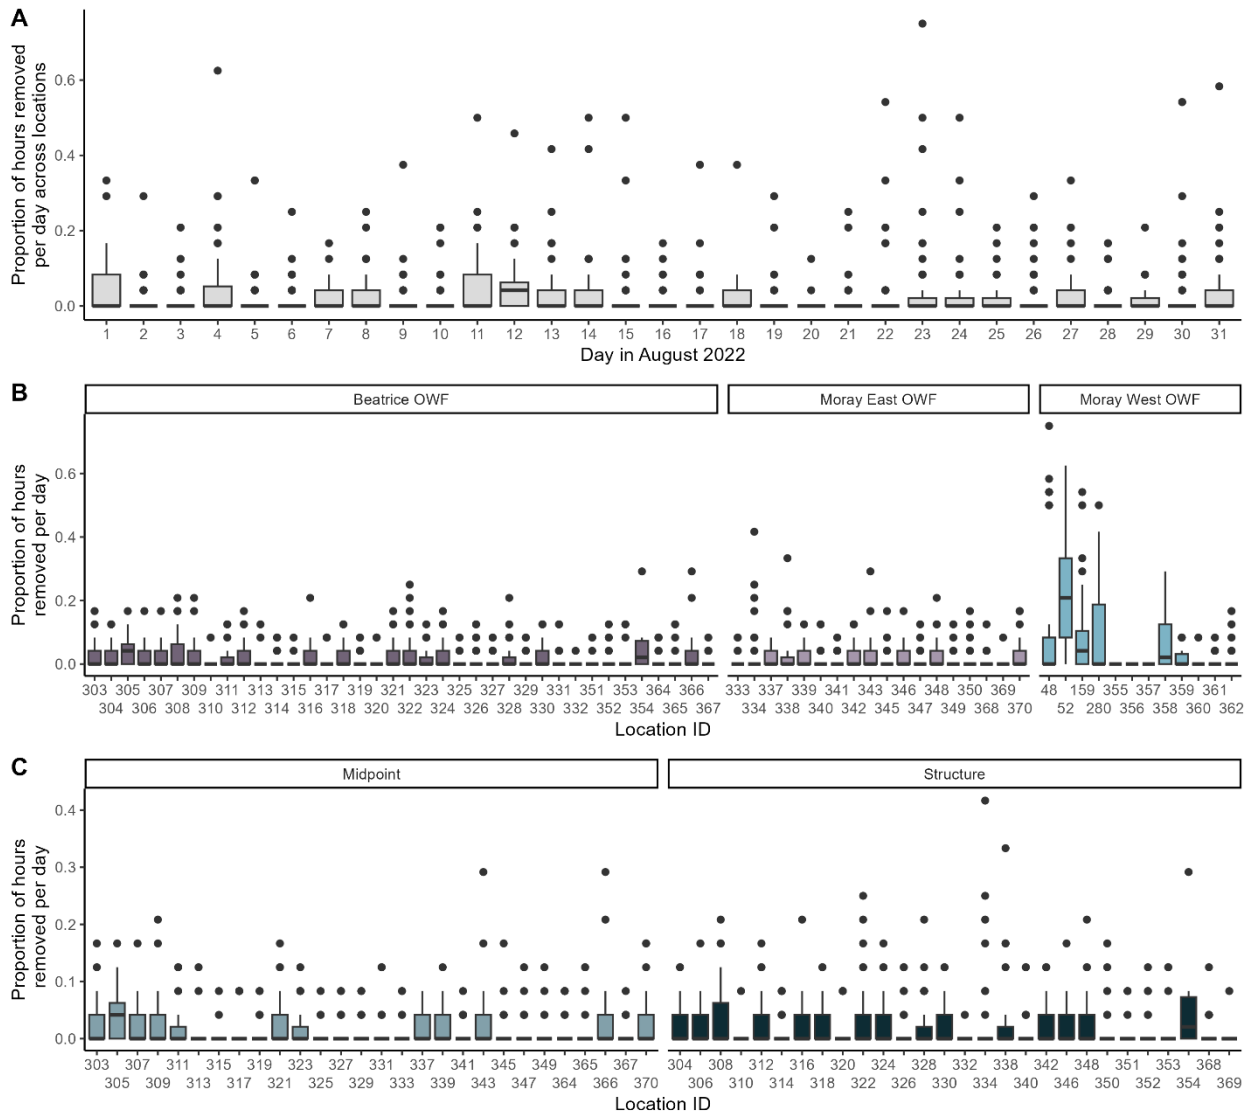 A
Proportion of hours removed
per day across locations
0.6
0.4
0.2
0.0
1 2 3 4 5 6 7 8 9 10 11 12 13 14 15 16 17 18 19 20 21 22 23 24 25 26 27 28 29 30 31
Day in August 2022
B
Beatrice OWF Moray East OWF Moray West OWF
Proportion of hours
removed per day
0.6
0.4
0.2
0.0
303 305 307 309 311 313 315 317 319 321 323 325 327 329 331 351 353 364 366 333 337 339 341 343 346 348 350 369 48 159 355 357 359 361
304 306 308 310 312 314 316 318 320 322 324 326 328 330 332 352 354 365 367 334 338 340 342 345 347 349 368 370 52 280 356 358 360 362
Location ID
C
Midpoint Structure
Proportion of hours
removed per day
0.4
0.3
0.2
0.1
0.0
303 307 311 315 319 323 327 331 337 341 345 349 365 367 304 308 312 316 320 324 328 332 338 342 348 351 353 368
305 309 313 317 321 325 329 333 339 343 347 364 366 370 306 310 314 318 322 326 330 334 340 346 350 352 354 369
Location ID